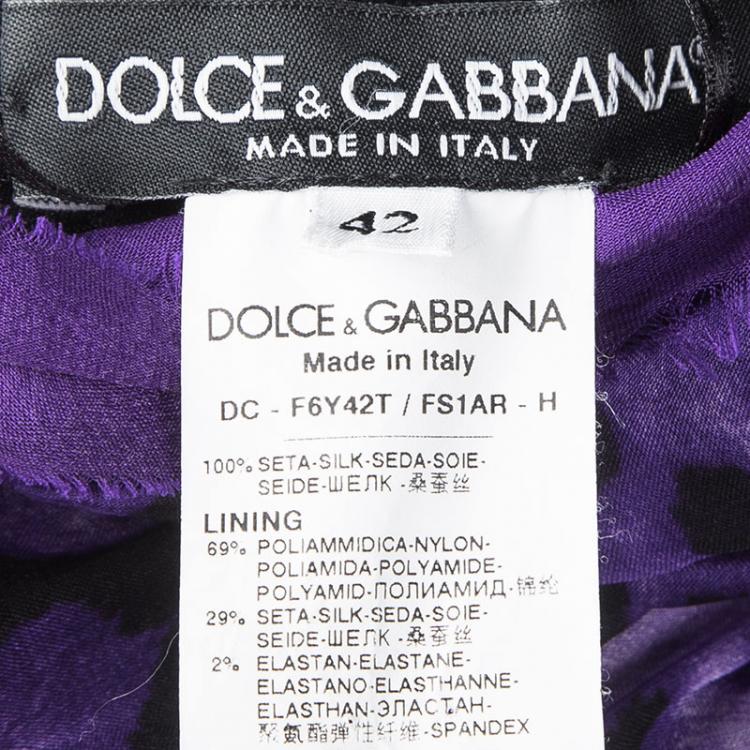 DOLCE & GABBANA
MADE IN ITALY
42
DOLCE & GABBANA
Made in Italy
DC - F6Y42T / FS1AR - H
100% SETA-SILK-SEDA-SOIE-
SEIDE-ШЕЛК-桑蚕丝
LINING
69% POLIAMMIDICA-NYLON-
POLIAMIDA-POLYAMIDE-
POLYAMID-ПОЛИАМИД-锦纶
29% SETA-SILK-SEDA-SOIE-
SEIDE-ШЕЛК-桑蚕丝
2% ELASTAN-ELASTANE-
ELASTANO-ELASTHANNE-
ELASTHAN-ЭЛАСТАН-
聚氨酯弹性纤维-SPANDEX